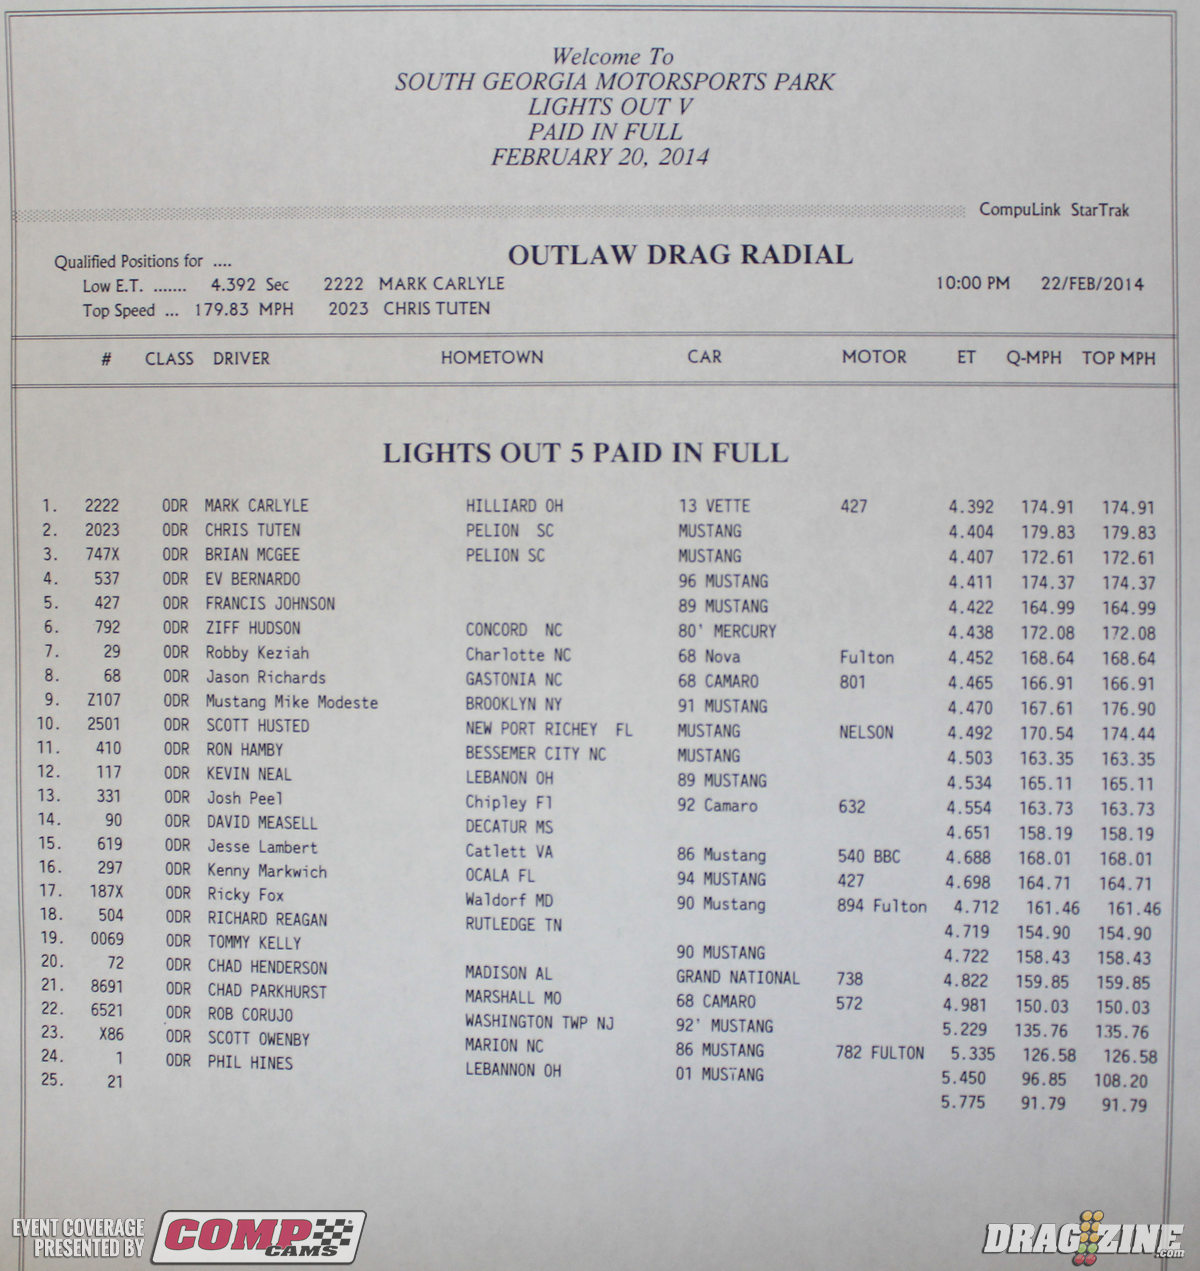 Welcome To
SOUTH GEORGIA MOTORSPORTS PARK
LIGHTS OUT V
PAID IN FULL
FEBRUARY 20, 2014
CompuLink StarTrak
OUTLAW DRAG RADIAL
Qualified Positions for ....
Low E.T. ....... 4.392 Sec 2222 MARK CARLYLE 10:00 PM 22/FEB/2014
Top Speed ... 179.83 MPH 2023 CHRIS TUTEN
# CLASS DRIVER HOMETOWN CAR MOTOR ET Q-MPH TOP MPH
LIGHTS OUT 5 PAID IN FULL
1. 2222 ODR MARK CARLYLE HILLIARD OH 13 VETTE 427 4.392 174.91 174.91
2. 2023 ODR CHRIS TUTEN PELION SC MUSTANG 4.404 179.83 179.83
3. 747X ODR BRIAN MCGEE PELION SC MUSTANG 4.407 172.61 172.61
4. 537 ODR EV BERNARDO 96 MUSTANG 4.411 174.37 174.37
5. 427 ODR FRANCIS JOHNSON 89 MUSTANG 4.422 164.99 164.99
6. 792 ODR ZIFF HUDSON CONCORD NC 80' MERCURY 4.438 172.08 172.08
7. 29 ODR Robby Keziah Charlotte NC 68 Nova Fulton 4.452 168.64 168.64
8. 68 ODR Jason Richards GASTONIA NC 68 CAMARO 801 4.465 166.91 166.91
9. Z107 ODR Mustang Mike Modeste BROOKLYN NY 91 MUSTANG 4.470 167.61 176.90
10. 2501 ODR SCOTT HUSTED NEW PORT RICHEY FL MUSTANG NELSON 4.492 170.54 174.44
11. 410 ODR RON HAMBY BESSEMER CITY NC MUSTANG 4.503 163.35 163.35
12. 117 ODR KEVIN NEAL LEBANON OH 89 MUSTANG 4.534 165.11 165.11
13. 331 ODR Josh Peel Chipley Fl 92 Camaro 632 4.554 163.73 163.73
14. 90 ODR DAVID MEASELL DECATUR MS 4.651 158.19 158.19
15. 619 ODR Jesse Lambert Catlett VA 86 Mustang 540 BBC 4.688 168.01 168.01
16. 297 ODR Kenny Markwich OCALA FL 94 MUSTANG 427 4.698 164.71 164.71
17. 187X ODR Ricky Fox Waldorf MD 90 Mustang 894 Fulton 4.712 161.46 161.46
18. 504 ODR RICHARD REAGAN RUTLEDGE TN 4.719 154.90 154.90
19. 0069 ODR TOMMY KELLY 90 MUSTANG 4.722 158.43 158.43
20. 72 ODR CHAD HENDERSON MADISON AL GRAND NATIONAL 738 4.822 159.85 159.85
21. 8691 ODR CHAD PARKHURST MARSHALL MO 68 CAMARO 572 4.981 150.03 150.03
22. 6521 ODR ROB CORUJO WASHINGTON TWP NJ 92' MUSTANG 5.229 135.76 135.76
23. X86 ODR SCOTT OWENBY MARION NC 86 MUSTANG 782 FULTON 5.335 126.58 126.58
24. 1 ODR PHIL HINES LEBANNON OH 01 MUSTANG 5.450 96.85 108.20
25. 21 5.775 91.79 91.79
EVENT COVERAGE
PRESENTED BY
COMP
CAMS
DRAGZINE
.com